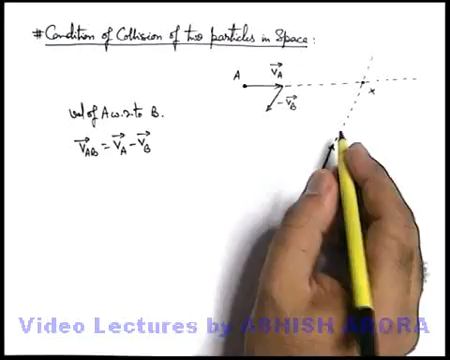 # Condition of Collision of two particles in Space :
A
→VA
- →VB
x
vel of A w.r. to B.
→VAB = →VA - →VB
Video Lectures by ASHISH ARORA